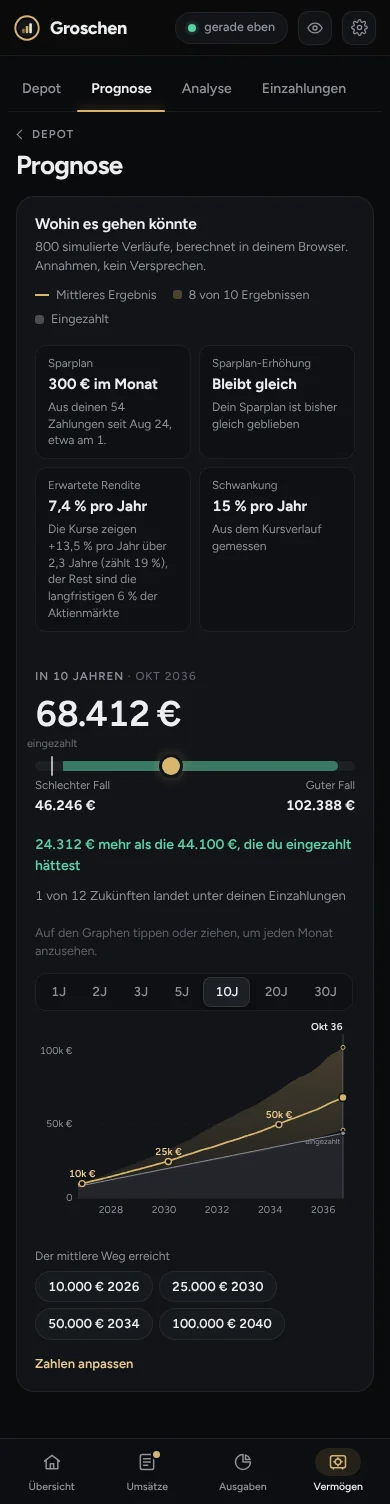 Groschen
gerade eben
Depot Prognose Analyse Einzahlungen
DEPOT
Prognose
Wohin es gehen könnte
800 simulierte Verläufe, berechnet in deinem Browser.
Annahmen, kein Versprechen.
Mittleres Ergebnis 8 von 10 Ergebnissen
Eingezahlt
Sparplan
300 € im Monat
Aus deinen 54
Zahlungen seit Aug 24,
etwa am 1.
Sparplan-Erhöhung
Bleibt gleich
Dein Sparplan ist bisher
gleich geblieben
Erwartete Rendite
7,4 % pro Jahr
Die Kurse zeigen
+13,5 % pro Jahr über
2,3 Jahre (zählt 19 %),
der Rest sind die
langfristigen 6 % der
Aktienmärkte
Schwankung
15 % pro Jahr
Aus dem Kursverlauf
gemessen
IN 10 JAHREN · OKT 2036
68.412 €
eingezahlt
Schlechter Fall Guter Fall
46.246 € 102.388 €
24.312 € mehr als die 44.100 €, die du eingezahlt
hättest
1 von 12 Zukünften landet unter deinen Einzahlungen
Auf den Graphen tippen oder ziehen, um jeden Monat
anzusehen.
1J 2J 3J 5J 10J 20J 30J
Okt 36
100k €
50k €
50k €
eingezahlt
25k €
10k €
0
2028 2030 2032 2034 2036
Der mittlere Weg erreicht
10.000 € 2026 25.000 € 2030
50.000 € 2034 100.000 € 2040
Zahlen anpassen
Übersicht Umsätze Ausgaben Vermögen